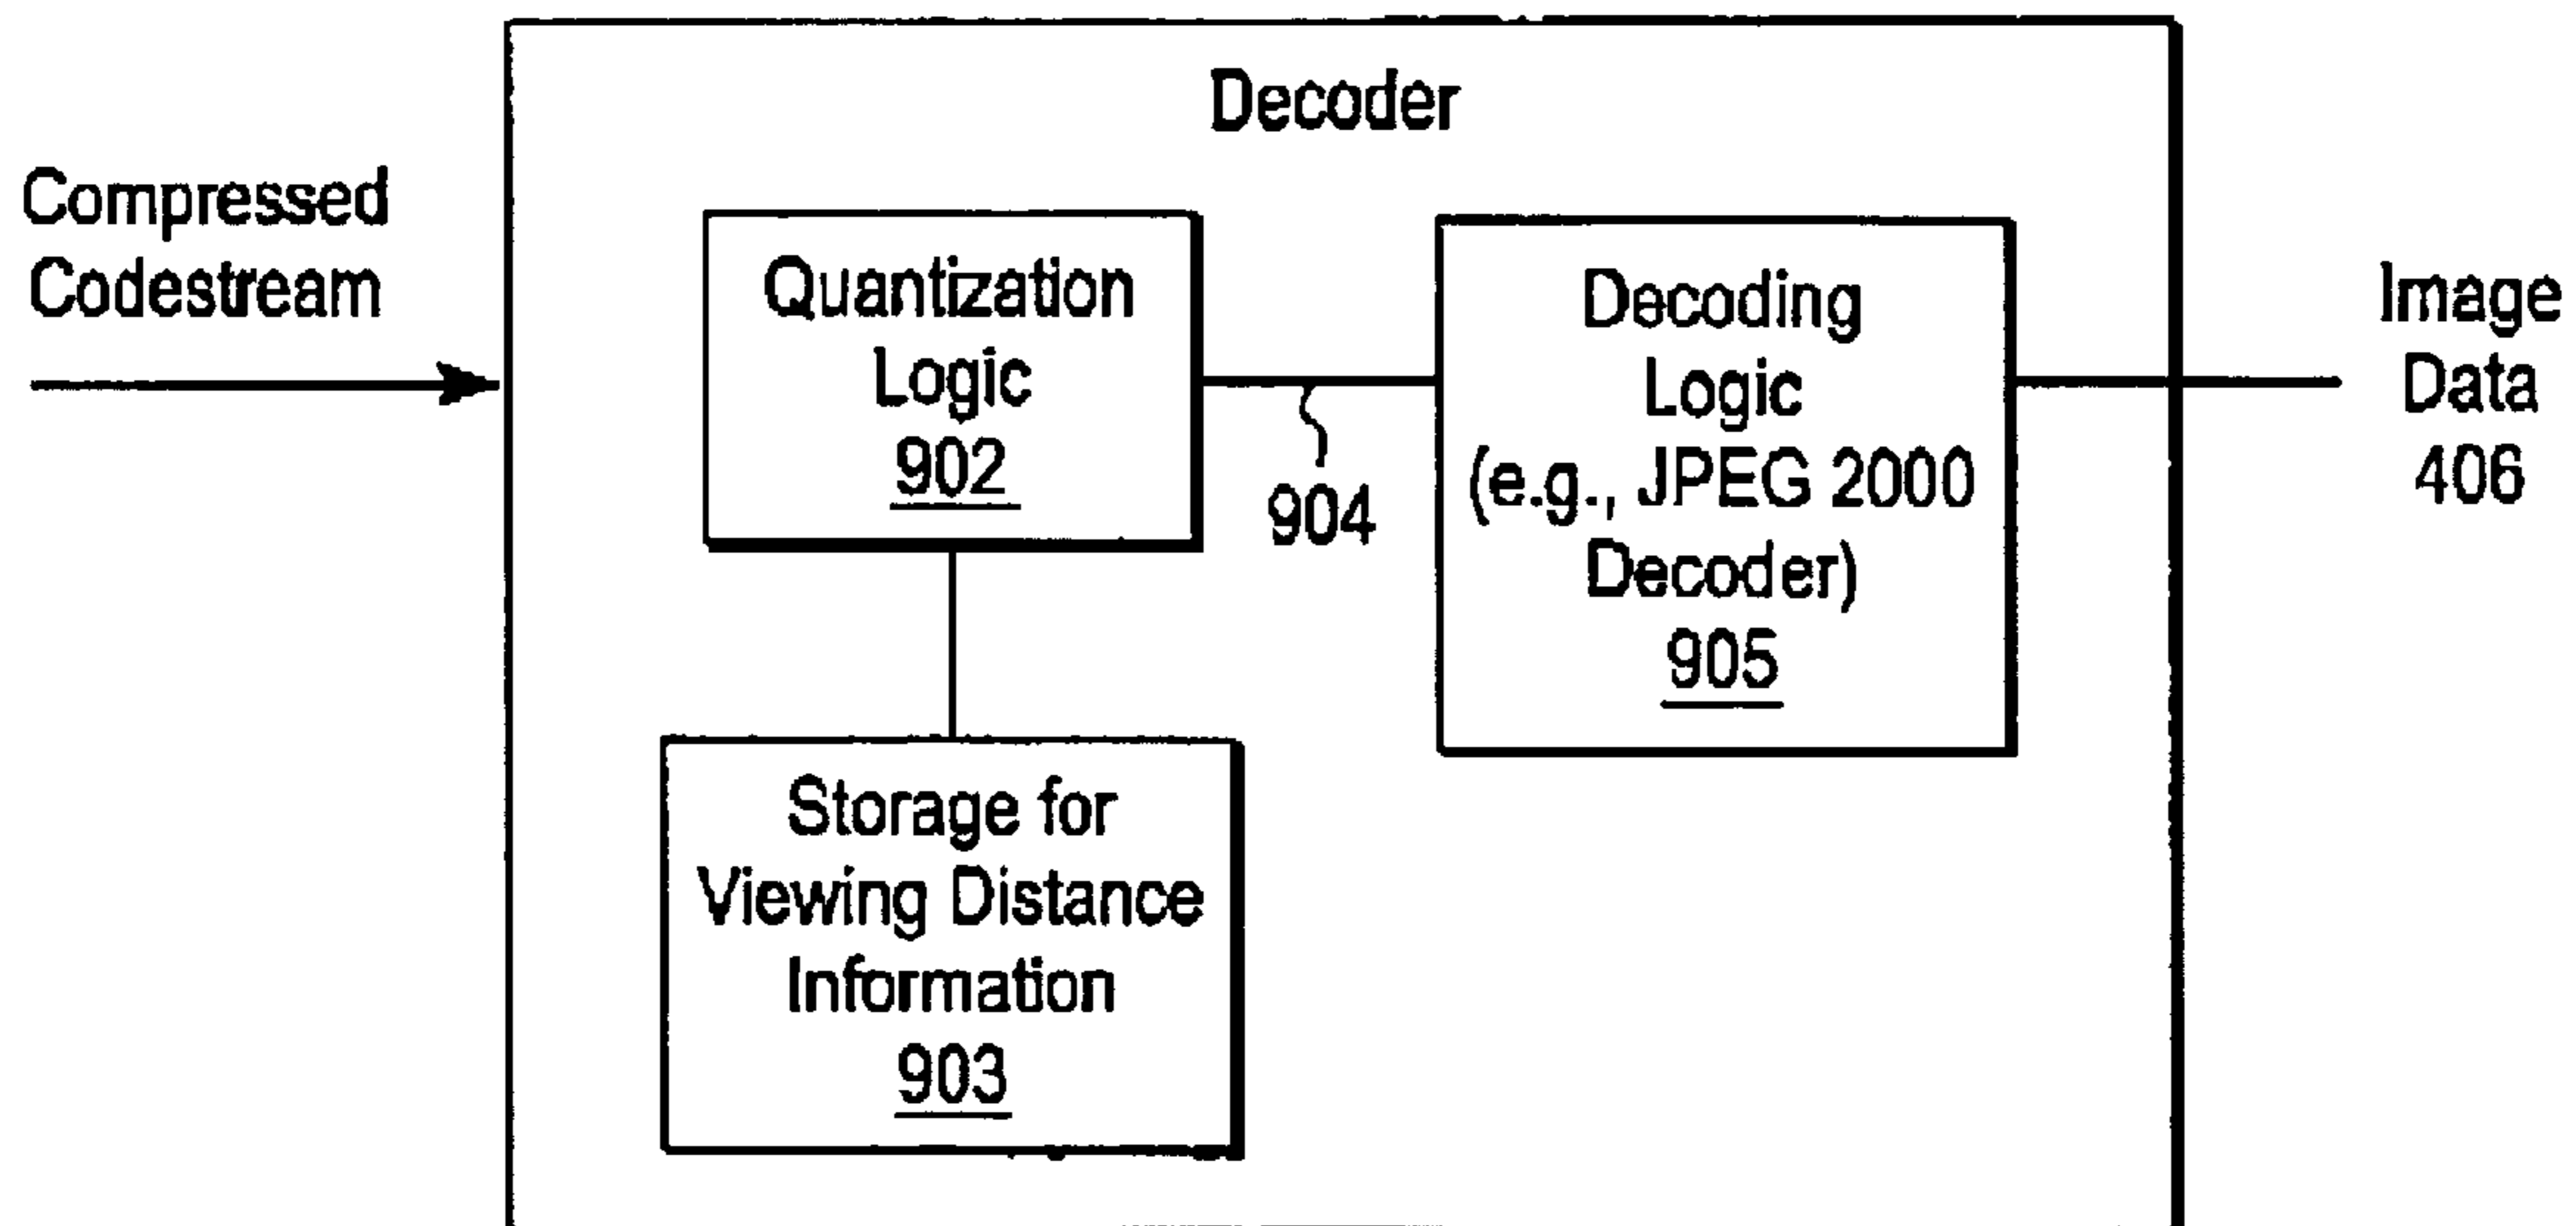 Decoder
Compressed
Codestream
Quantization
Logic
902
904
Decoding
Logic
(e.g., JPEG 2000
Decoder)
905
Image
Data
406
Storage for
Viewing Distance
Information
903